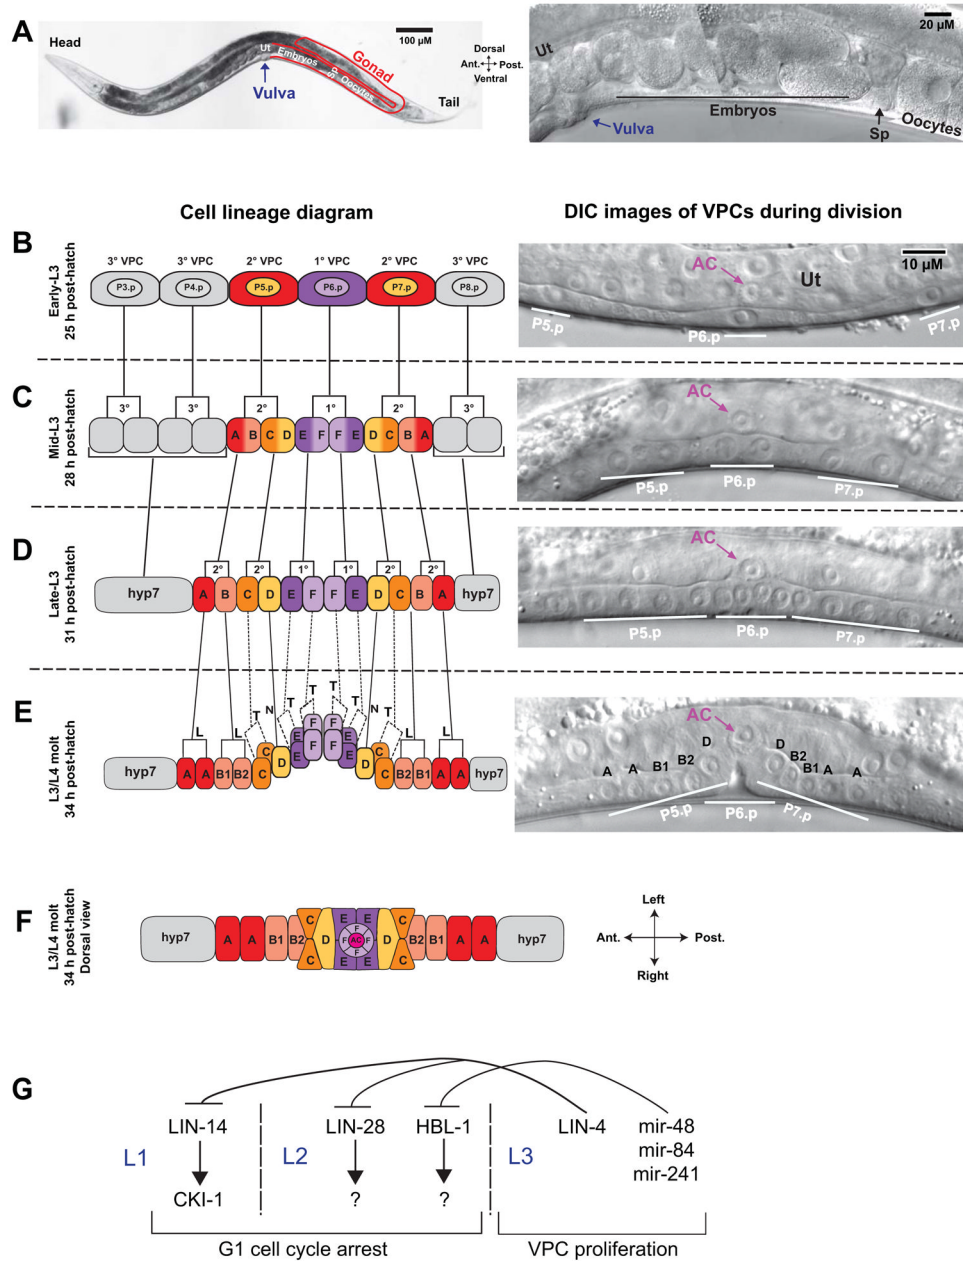 A
Head
100 µM
Ut
Embryos
Sp
Oocytes
Gonad
Vulva
Tail
Dorsal
Ant.
Post.
Ventral
20 µM
Ut
Embryos
Vulva
Sp
Oocytes
Cell lineage diagram
DIC images of VPCs during division
B
Early-L3
25 h post-hatch
3° VPC 3° VPC 2° VPC 1° VPC 2° VPC 3° VPC
P3.p P4.p P5.p P6.p P7.p P8.p
AC
Ut
10 µM
P5.p
P6.p
P7.p
C
Mid-L3
28 h post-hatch
3° 3° 2° 1° 2° 3°
A B C D E F F E D C B A
AC
P5.p
P6.p
P7.p
D
Late-L3
31 h post-hatch
2° 2° 1° 1° 2° 2°
hyp7 A B C D E F F E D C B A hyp7
AC
P5.p
P6.p
P7.p
E
L3/L4 molt
34 h post-hatch
L L T N T T T T N T L L
F F
E F F E
C E E C
hyp7 A A B1 B2 C D D C B2 B1 A A hyp7
AC
A A B1 B2 D D B2 B1 A A
P5.p
P6.p
P7.p
F
L3/L4 molt
34 h post-hatch
Dorsal view
C E E C
F
hyp7 A A B1 B2 D F AC F D B2 B1 A A hyp7
F
C E E C
Left
Ant.
Post.
Right
G
LIN-14 LIN-28 HBL-1 LIN-4 mir-48
mir-84
mir-241
L1 L2 L3
CKI-1 ? ?
G1 cell cycle arrest
VPC proliferation